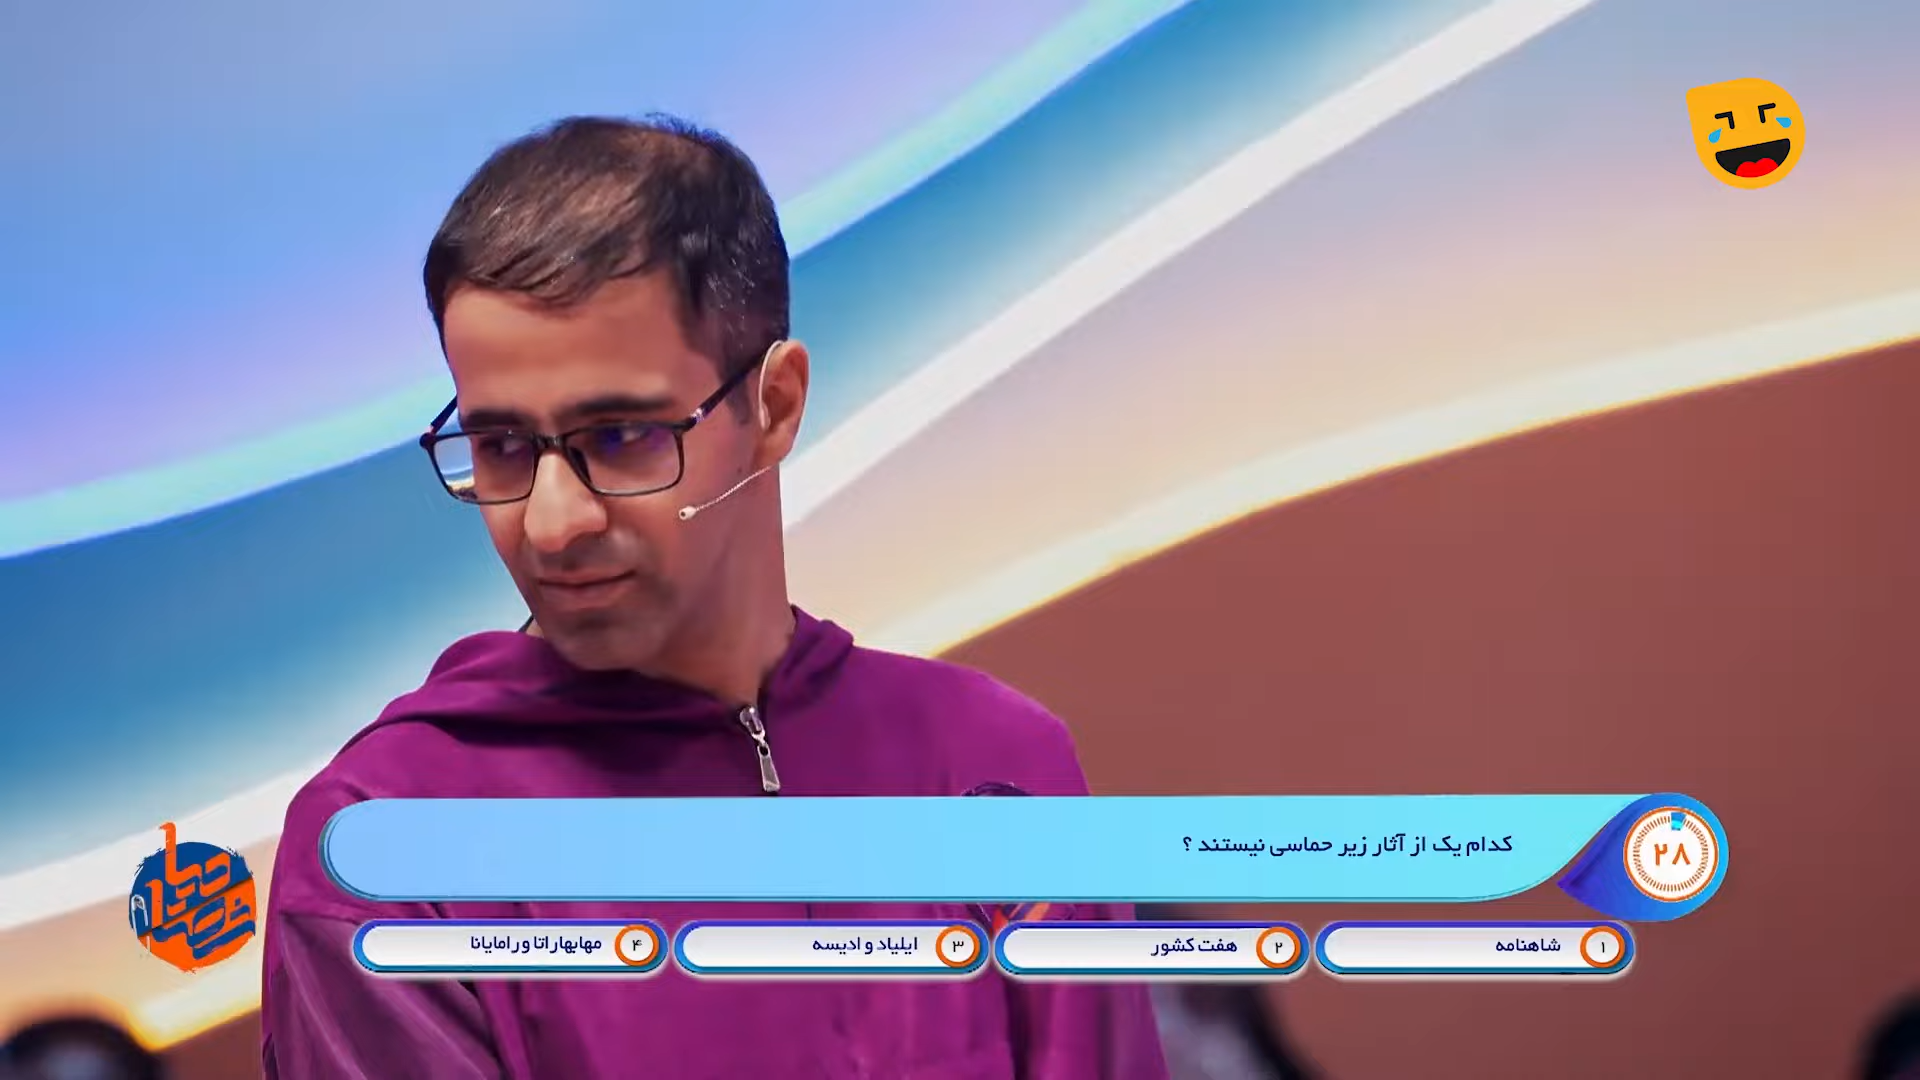 کدام یک از آثار زیر حماسی نیستند ؟
۲۸
۱ شاهنامه
۲ هفت کشور
۳ ایلیاد و ادیسه
۴ مهابهاراتا و رامایانا